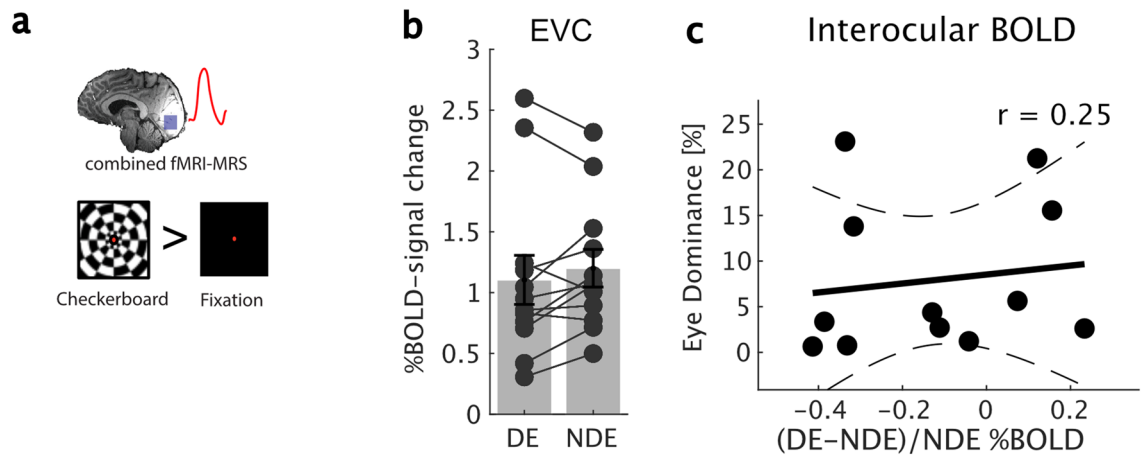 a
combined fMRI-MRS
>
Checkerboard
Fixation
b
EVC
%BOLD-signal change
3
2.5
2
1.5
1
0.5
0
DE
NDE
c
Interocular BOLD
r = 0.25
Eye Dominance [%]
25
20
15
10
5
0
−0.4
−0.2
0
0.2
(DE−NDE)/NDE %BOLD